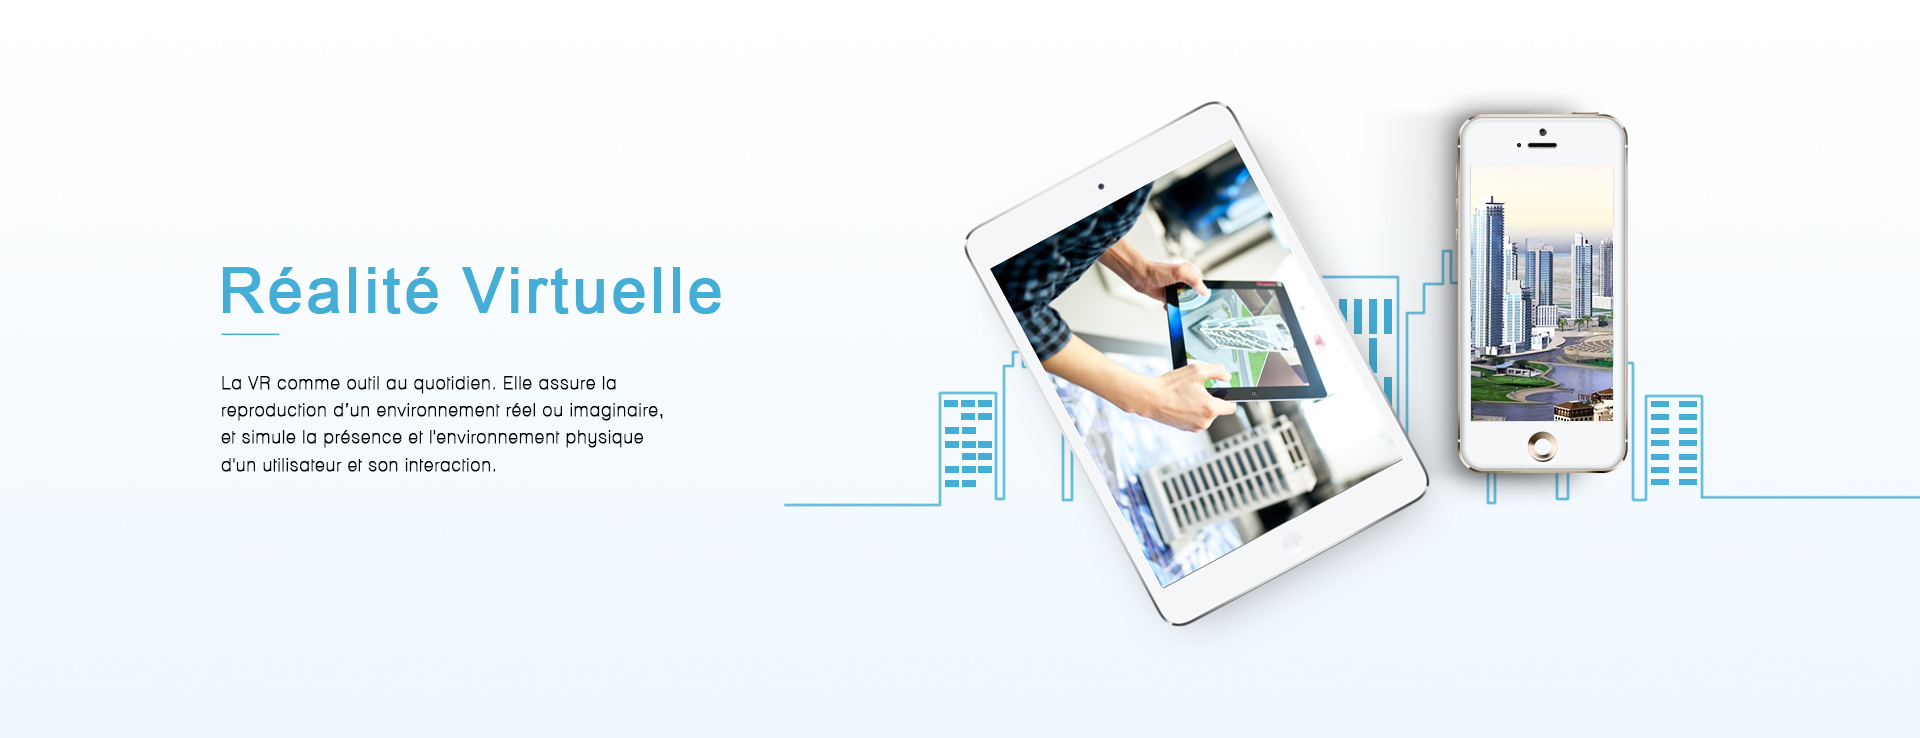 Réalité Virtuelle
La VR comme outil au quotidien. Elle assure la
reproduction d'un environnement réel ou imaginaire,
et simule la présence et l'environnement physique
d'un utilisateur et son interaction.